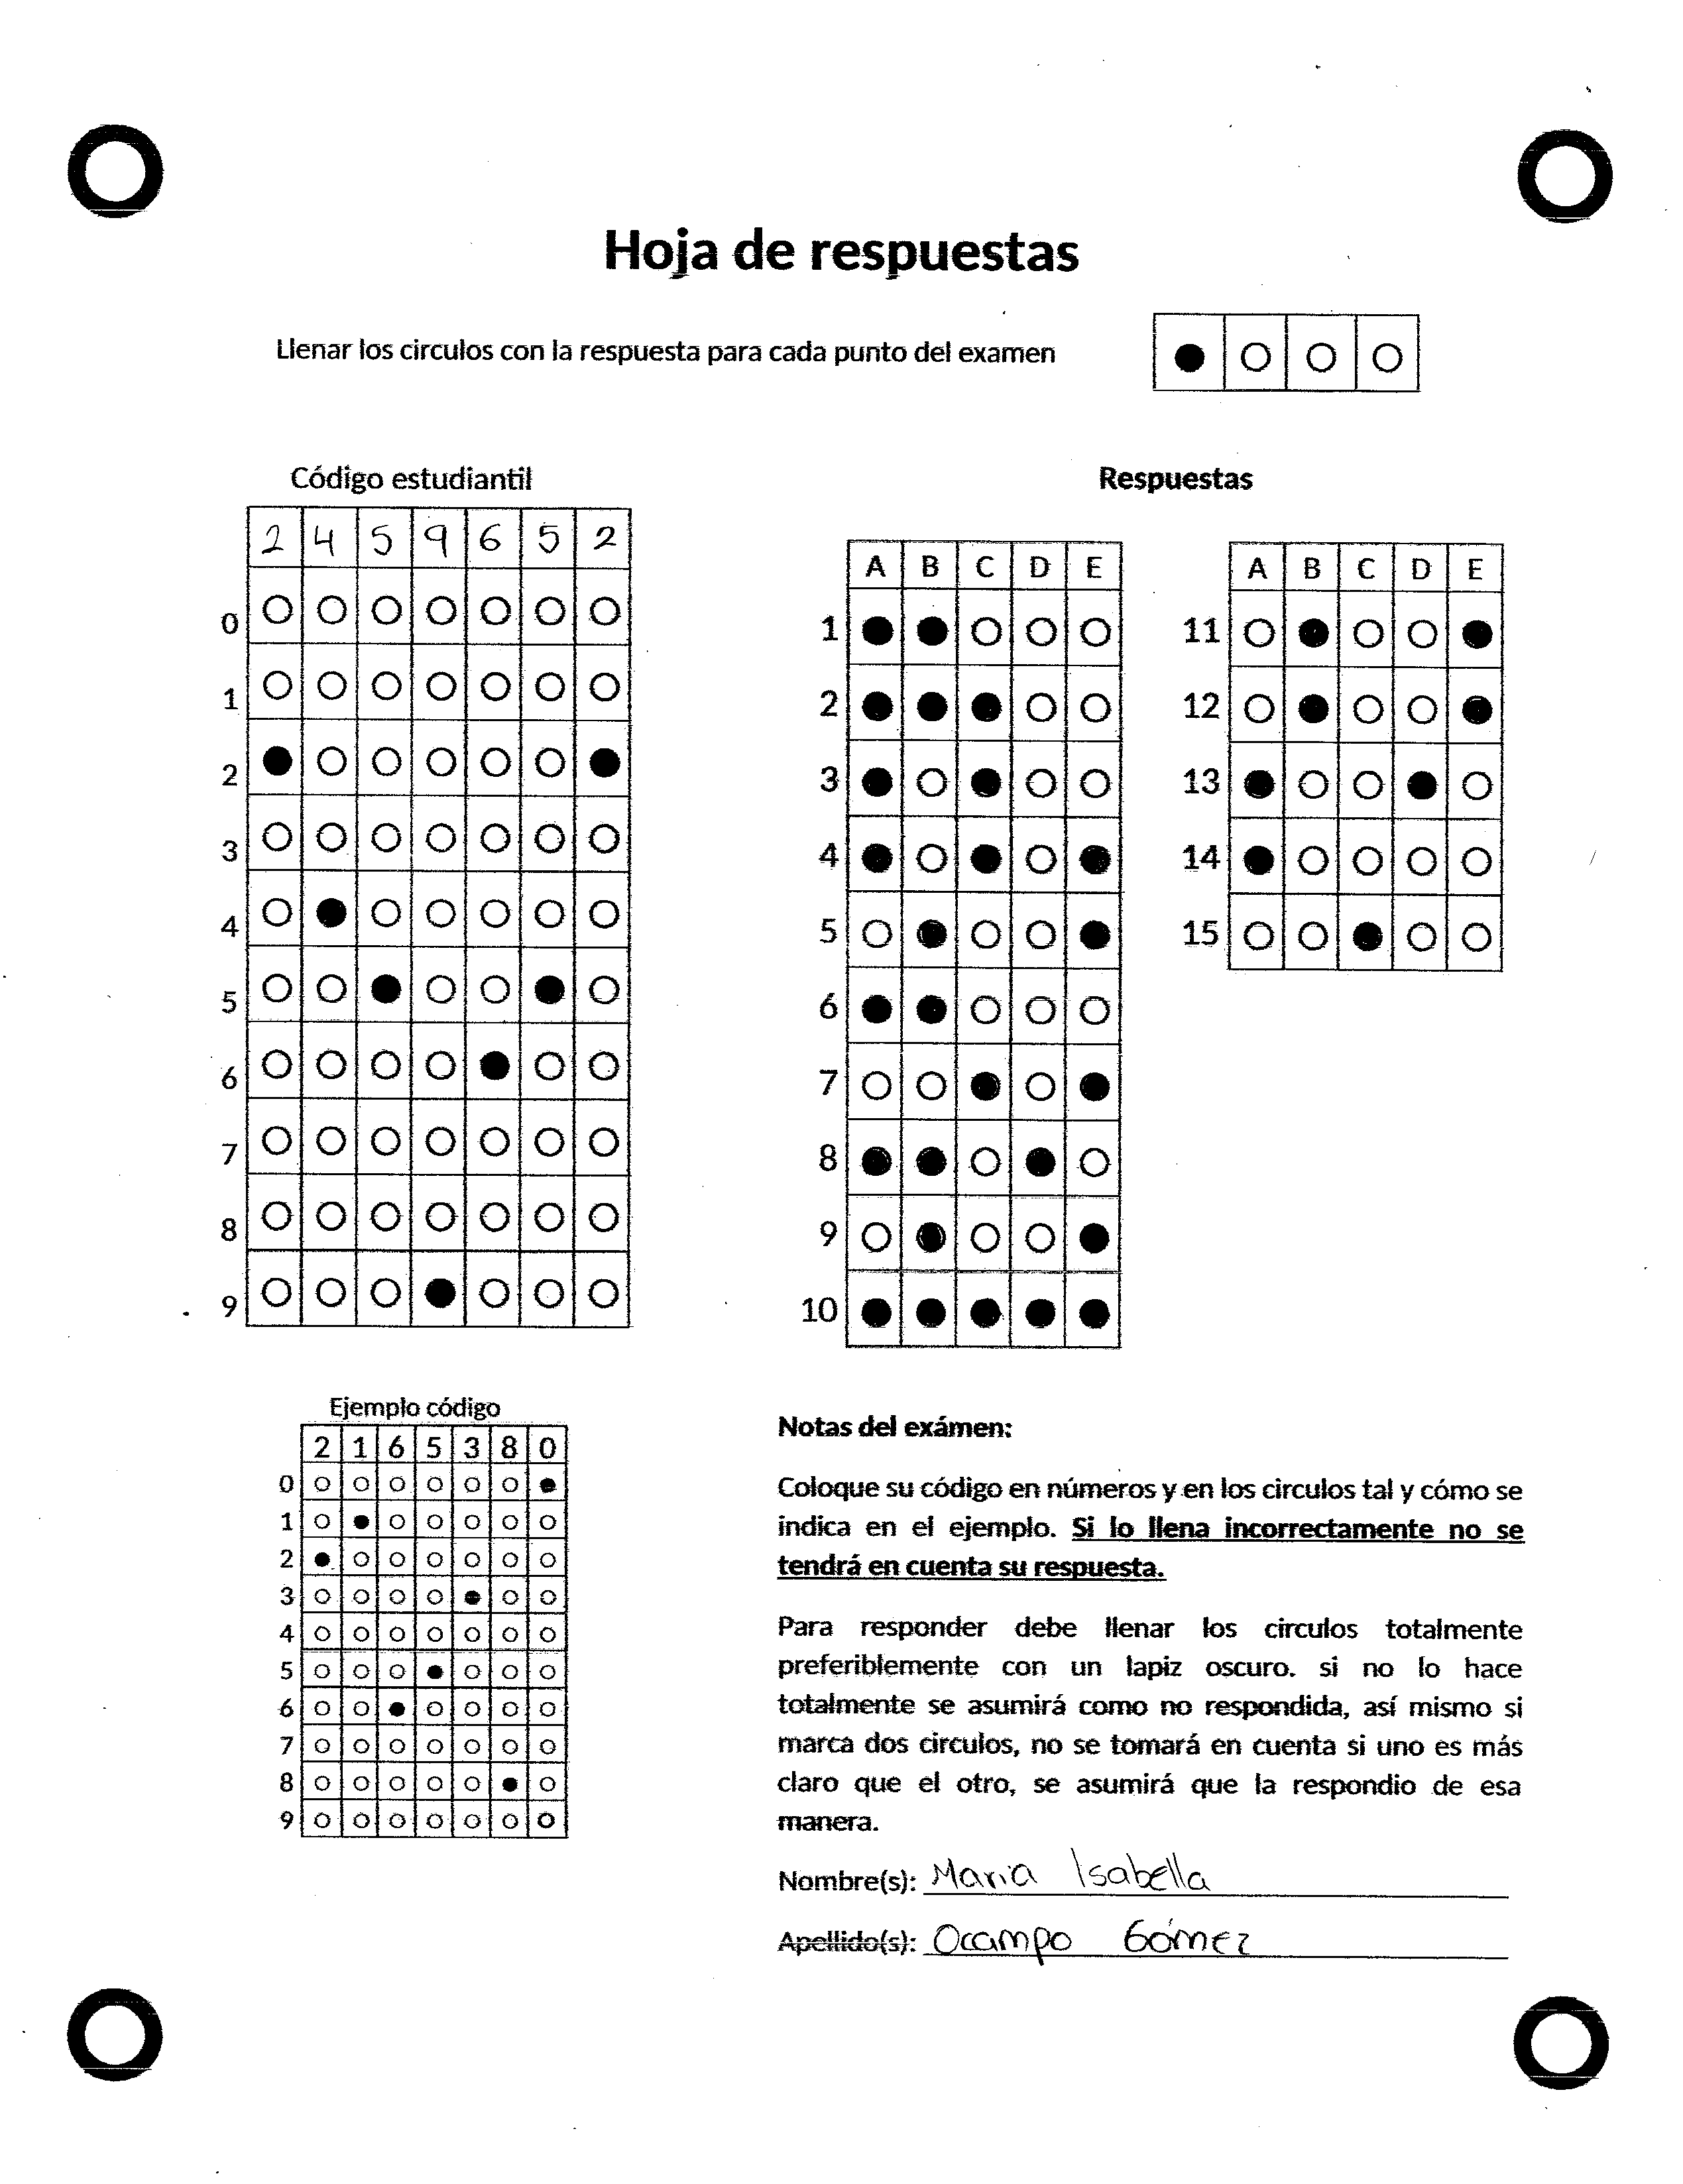 Hoja de respuestas
Llenar los circulos con la respuesta para cada punto del examen
Código estudiantil
2 4 5 9 6 5 2
0
1
2
3
4
5
6
7
8
9
Respuestas
A B C D E
1
2
3
4
5
6
7
8
9
10
A B C D E
11
12
13
14
15
Ejemplo código
2 1 6 5 3 8 0
0
1
2
3
4
5
6
7
8
9
Notas del exámen:
Coloque su código en números y en los circulos tal y cómo se
indica en el ejemplo. Si lo llena incorrectamente no se
tendrá en cuenta su respuesta.
Para responder debe llenar los circulos totalmente
preferiblemente con un lapiz oscuro. si no lo hace
totalmente se asumirá como no respondida, así mismo si
marca dos circulos, no se tomará en cuenta si uno es más
claro que el otro, se asumirá que la respondio de esa
manera.
Nombre(s): Maria Isabella
Apellido(s): Ocampo Gómez